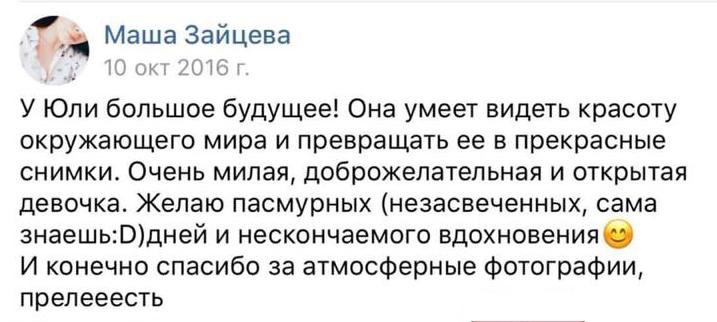 Маша Зайцева
10 окт 2016 г.
У Юли большое будущее! Она умеет видеть красоту
окружающего мира и превращать ее в прекрасные
снимки. Очень милая, доброжелательная и открытая
девочка. Желаю пасмурных (незасвеченных, сама
знаешь:D)дней и нескончаемого вдохновения😊
И конечно спасибо за атмосферные фотографии,
прелееесть